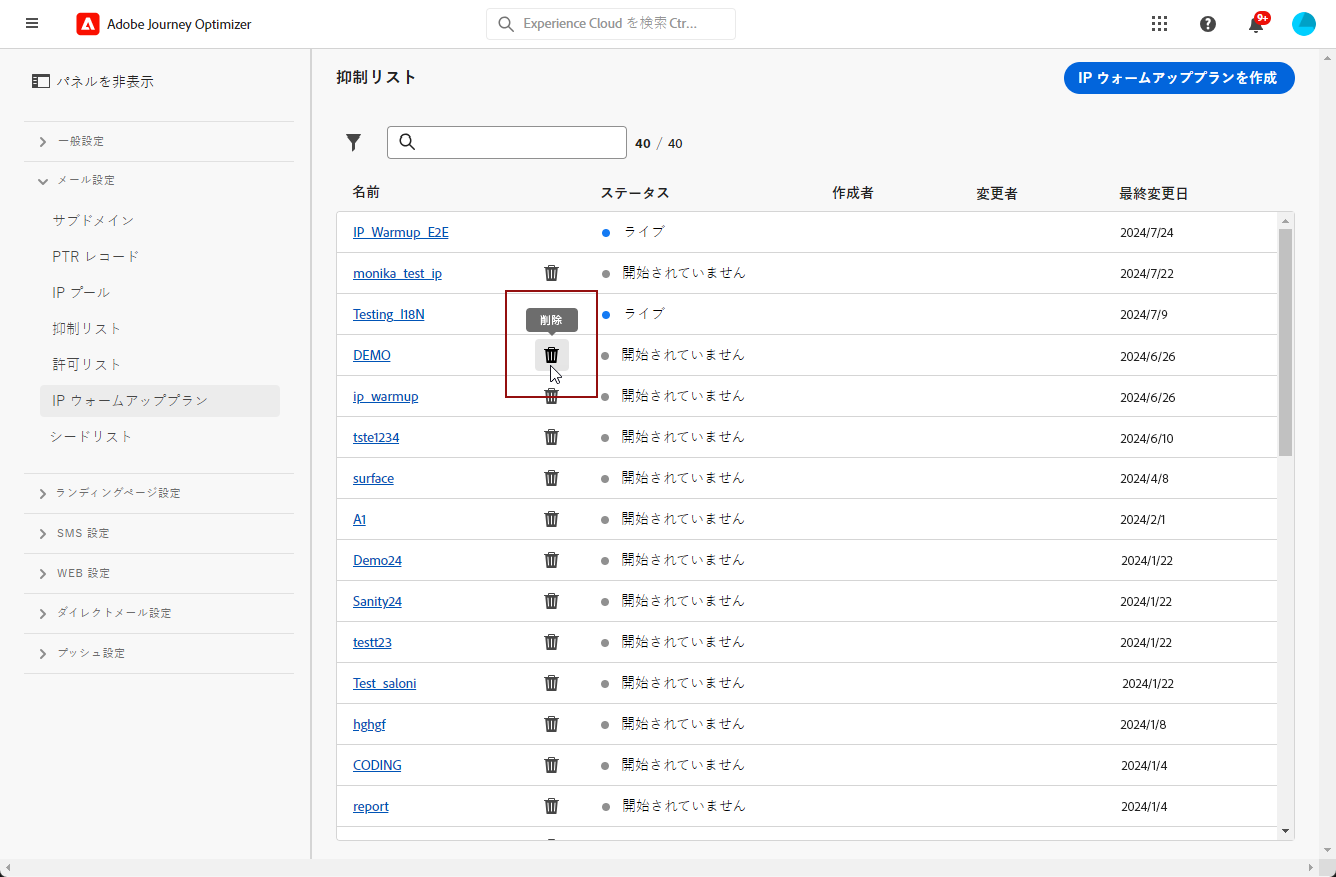 Adobe Journey Optimizer
Experience Cloud を検索 Ctr...
9+
パネルを非表示
一般設定
メール設定
サブドメイン
PTR レコード
IP プール
抑制リスト
許可リスト
IP ウォームアッププラン
シードリスト
ランディングページ設定
SMS 設定
WEB 設定
ダイレクトメール設定
プッシュ設定
抑制リスト
IP ウォームアッププランを作成
40 / 40
名前 ステータス 作成者 変更者 最終変更日
IP_Warmup_E2E ライブ 2024/7/24
monika_test_ip 開始されていません 2024/7/22
Testing_I18N ライブ 2024/7/9
削除
DEMO 開始されていません 2024/6/26
ip_warmup 開始されていません 2024/6/26
tste1234 開始されていません 2024/6/10
surface 開始されていません 2024/4/8
A1 開始されていません 2024/2/1
Demo24 開始されていません 2024/1/22
Sanity24 開始されていません 2024/1/22
testt23 開始されていません 2024/1/22
Test_saloni 開始されていません 2024/1/22
hghgf 開始されていません 2024/1/8
CODING 開始されていません 2024/1/4
report 開始されていません 2024/1/4